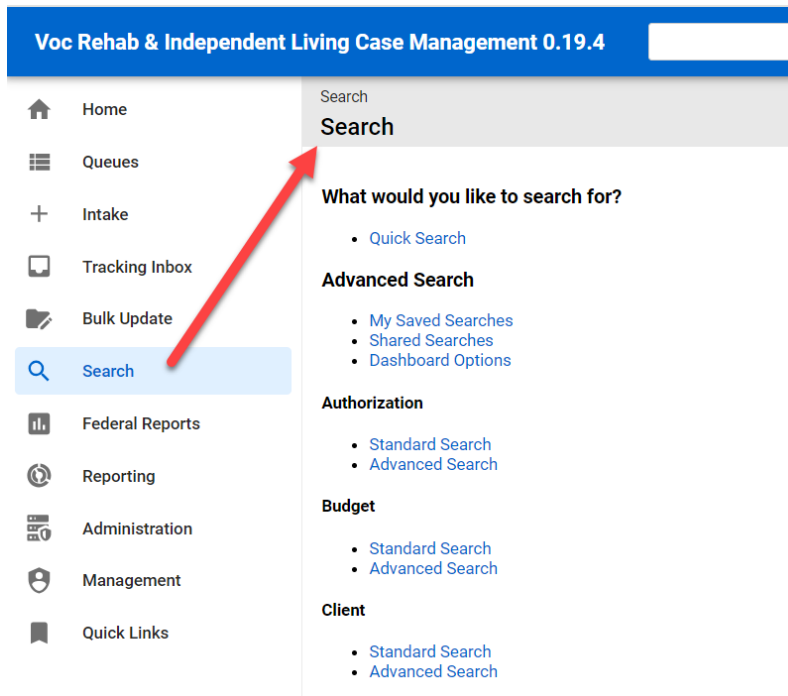 Voc Rehab & Independent Living Case Management 0.19.4
Home
Queues
Intake
Tracking Inbox
Bulk Update
Search
Federal Reports
Reporting
Administration
Management
Quick Links
Search
Search
What would you like to search for?
Quick Search
Advanced Search
My Saved Searches
Shared Searches
Dashboard Options
Authorization
Standard Search
Advanced Search
Budget
Standard Search
Advanced Search
Client
Standard Search
Advanced Search